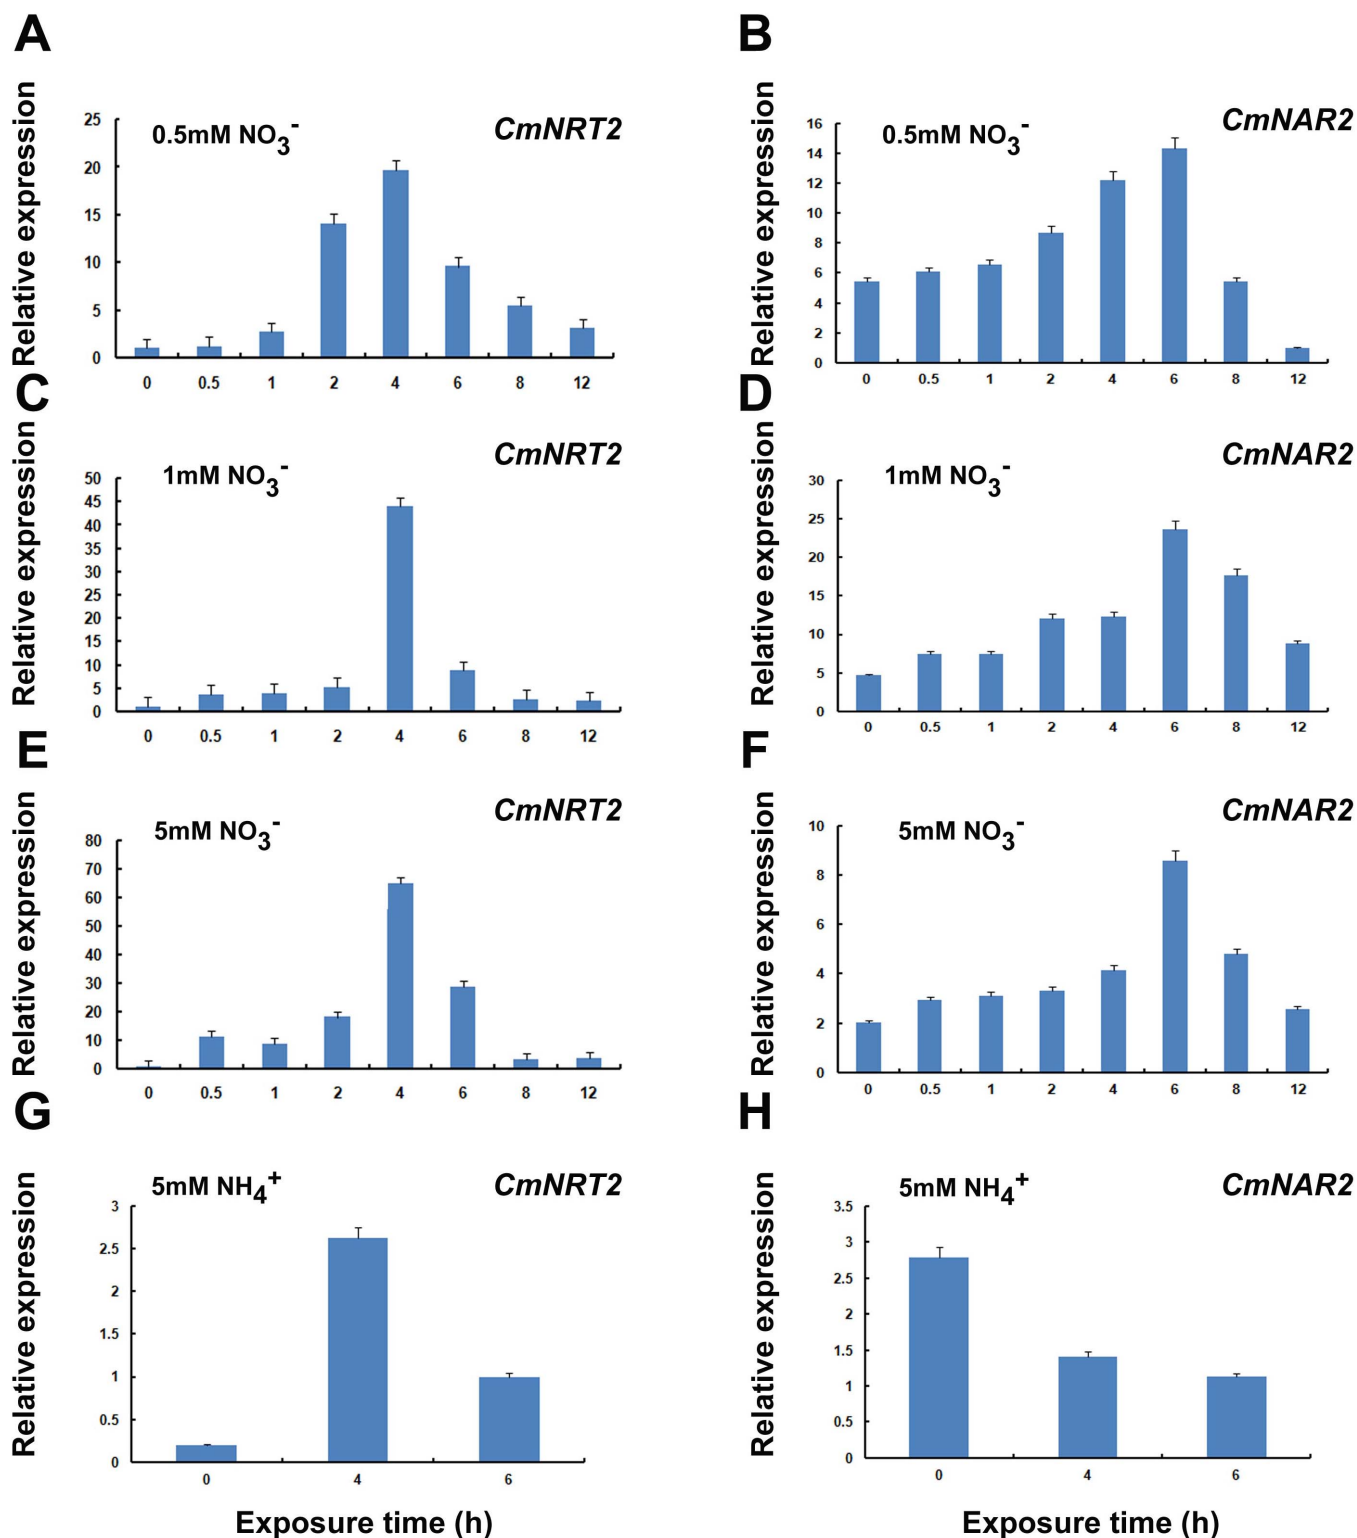 A
Relative expression
0.5mM NO3-
CmNRT2
25
20
15
10
5
0
0 0.5 1 2 4 6 8 12
B
Relative expression
0.5mM NO3-
CmNAR2
16
14
12
10
8
6
4
2
0
0 0.5 1 2 4 6 8 12
C
Relative expression
1mM NO3-
CmNRT2
50
45
40
35
30
25
20
15
10
5
0
0 0.5 1 2 4 6 8 12
D
Relative expression
1mM NO3-
CmNAR2
30
25
20
15
10
5
0
0 0.5 1 2 4 6 8 12
E
Relative expression
5mM NO3-
CmNRT2
80
70
60
50
40
30
20
10
0
0 0.5 1 2 4 6 8 12
F
Relative expression
5mM NO3-
CmNAR2
10
8
6
4
2
0
0 0.5 1 2 4 6 8 12
G
Relative expression
5mM NH4+
CmNRT2
3
2.5
2
1.5
1
0.5
0
0 4 6
Exposure time (h)
H
Relative expression
5mM NH4+
CmNAR2
3.5
3
2.5
2
1.5
1
0.5
0
0 4 6
Exposure time (h)